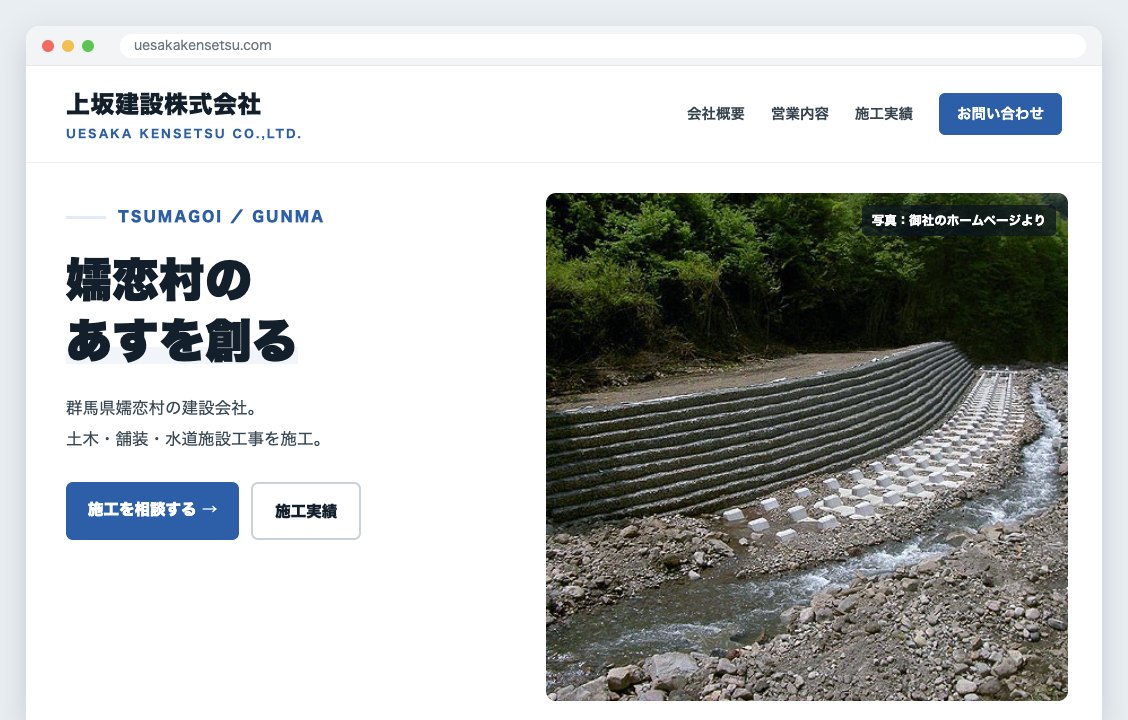 uesakakensetsu.com
上坂建設株式会社
UESAKA KENSETSU CO.,LTD.
会社概要
営業内容
施工実績
お問い合わせ
TSUMAGOI ／ GUNMA
嬬恋村の
あすを創る
群馬県嬬恋村の建設会社。
土木・舗装・水道施設工事を施工。
施工を相談する →
施工実績
写真：御社のホームページより